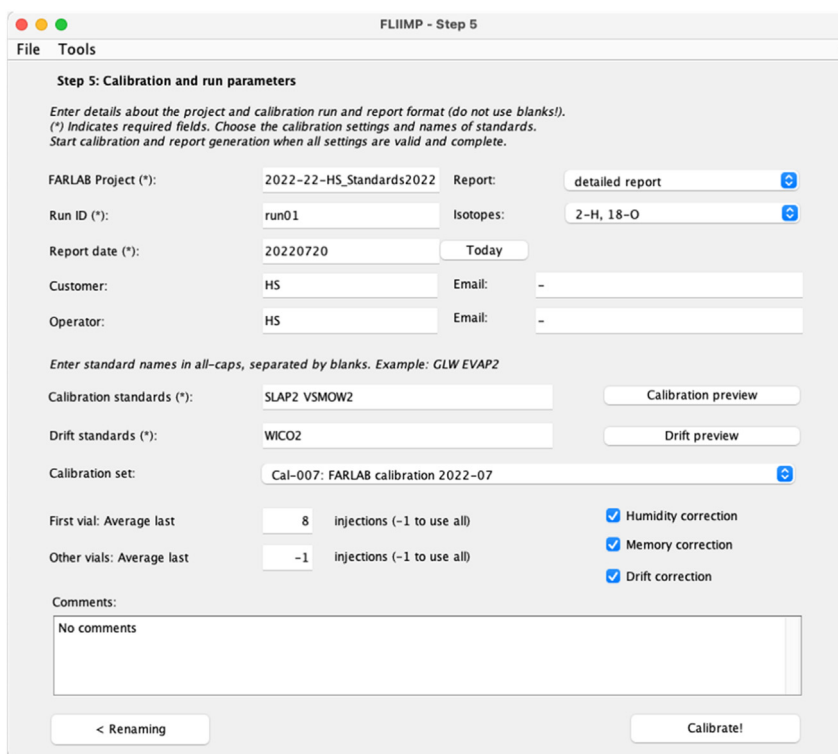 FLIIMP - Step 5
File Tools
Step 5: Calibration and run parameters
Enter details about the project and calibration run and report format (do not use blanks!).
(*) Indicates required fields. Choose the calibration settings and names of standards.
Start calibration and report generation when all settings are valid and complete.
FARLAB Project (*): 2022-22-HS_Standards2022 Report: detailed report
Run ID (*): run01 Isotopes: 2-H, 18-O
Report date (*): 20220720 Today
Customer: HS Email: -
Operator: HS Email: -
Enter standard names in all-caps, separated by blanks. Example: GLW EVAP2
Calibration standards (*): SLAP2 VSMOW2 Calibration preview
Drift standards (*): WICO2 Drift preview
Calibration set: Cal-007: FARLAB calibration 2022-07
First vial: Average last 8 injections (-1 to use all) Humidity correction
Other vials: Average last -1 injections (-1 to use all) Memory correction
Drift correction
Comments:
No comments
< Renaming Calibrate!